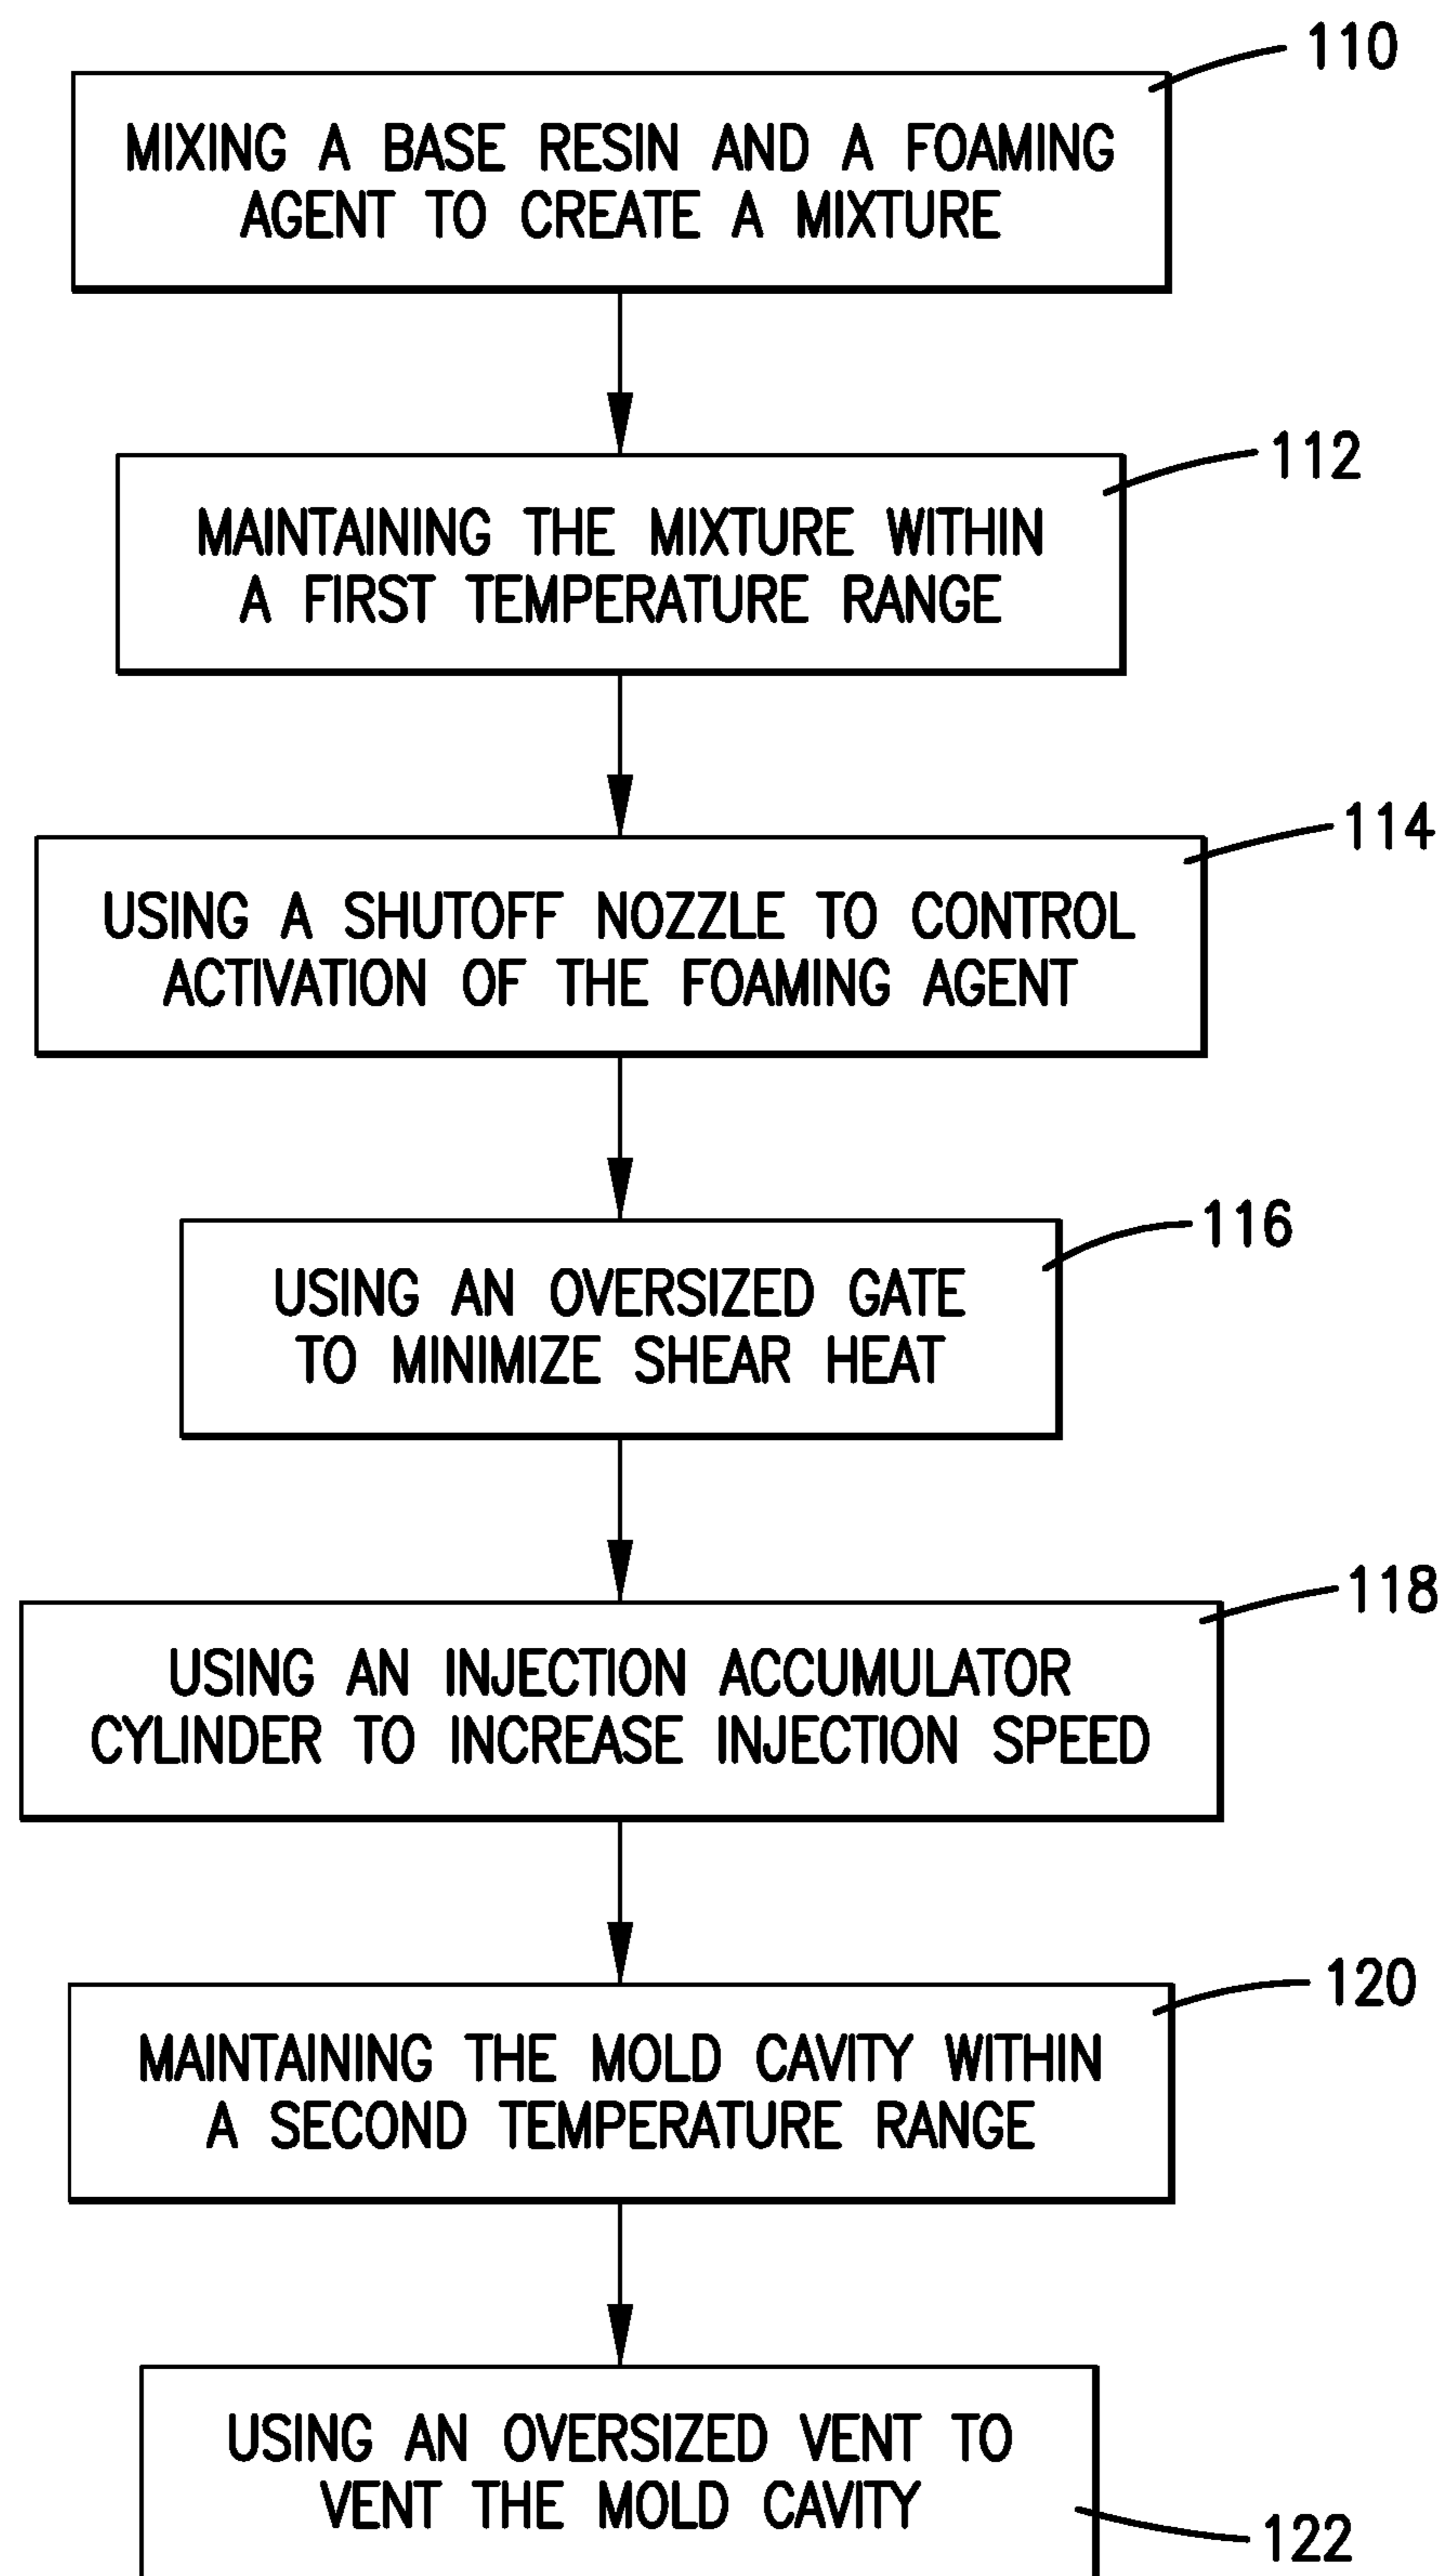 110
MIXING A BASE RESIN AND A FOAMING
AGENT TO CREATE A MIXTURE
112
MAINTAINING THE MIXTURE WITHIN
A FIRST TEMPERATURE RANGE
114
USING A SHUTOFF NOZZLE TO CONTROL
ACTIVATION OF THE FOAMING AGENT
116
USING AN OVERSIZED GATE
TO MINIMIZE SHEAR HEAT
118
USING AN INJECTION ACCUMULATOR
CYLINDER TO INCREASE INJECTION SPEED
120
MAINTAINING THE MOLD CAVITY WITHIN
A SECOND TEMPERATURE RANGE
USING AN OVERSIZED VENT TO
VENT THE MOLD CAVITY
122